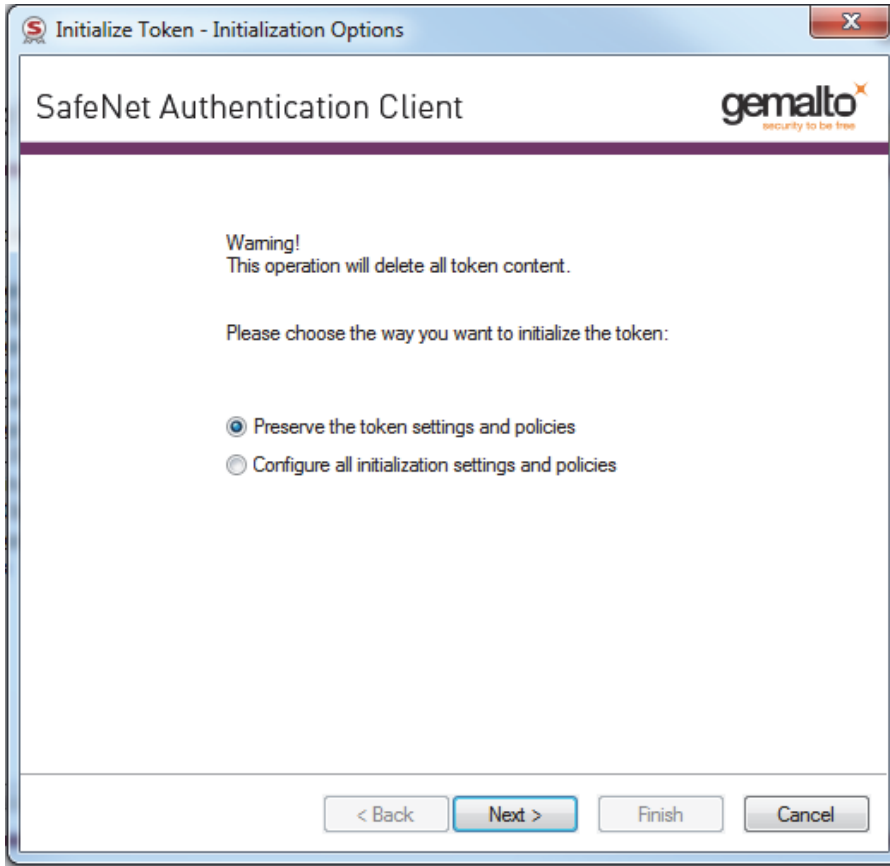 Initialize Token - Initialization Options
SafeNet Authentication Client
gemalto
security to be free
Warning!
This operation will delete all token content.
Please choose the way you want to initialize the token:
Preserve the token settings and policies
Configure all initialization settings and policies
< Back Next > Finish Cancel